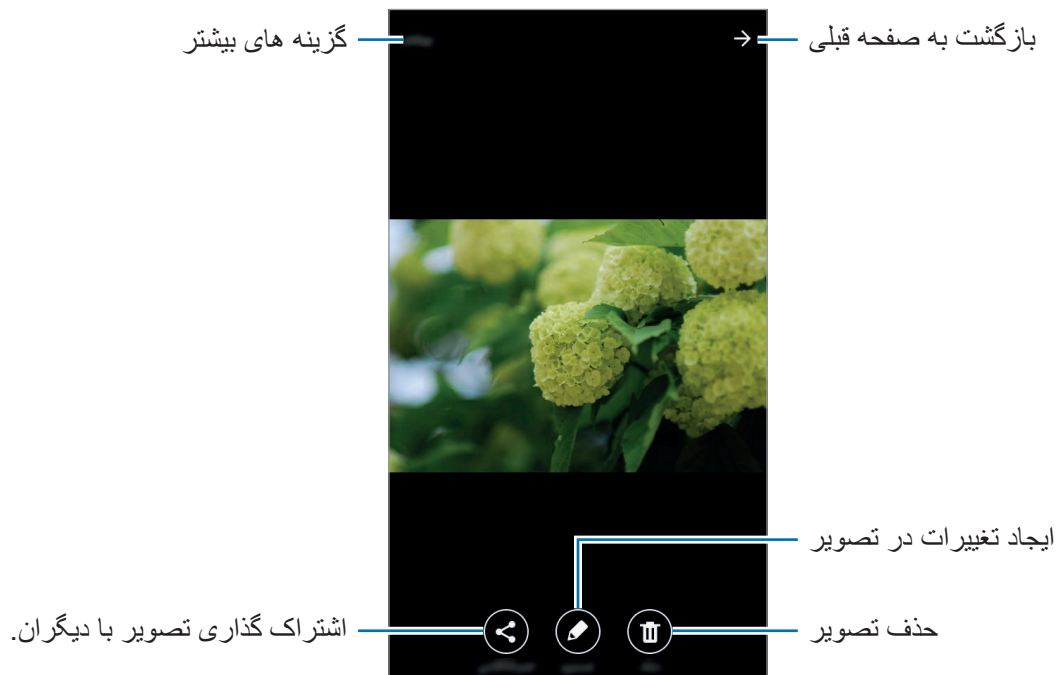 بازگشت به صفحه قبلی
گزینه های بیشتر
ایجاد تغییرات در تصویر
حذف تصویر
اشتراک گذاری تصویر با دیگران.